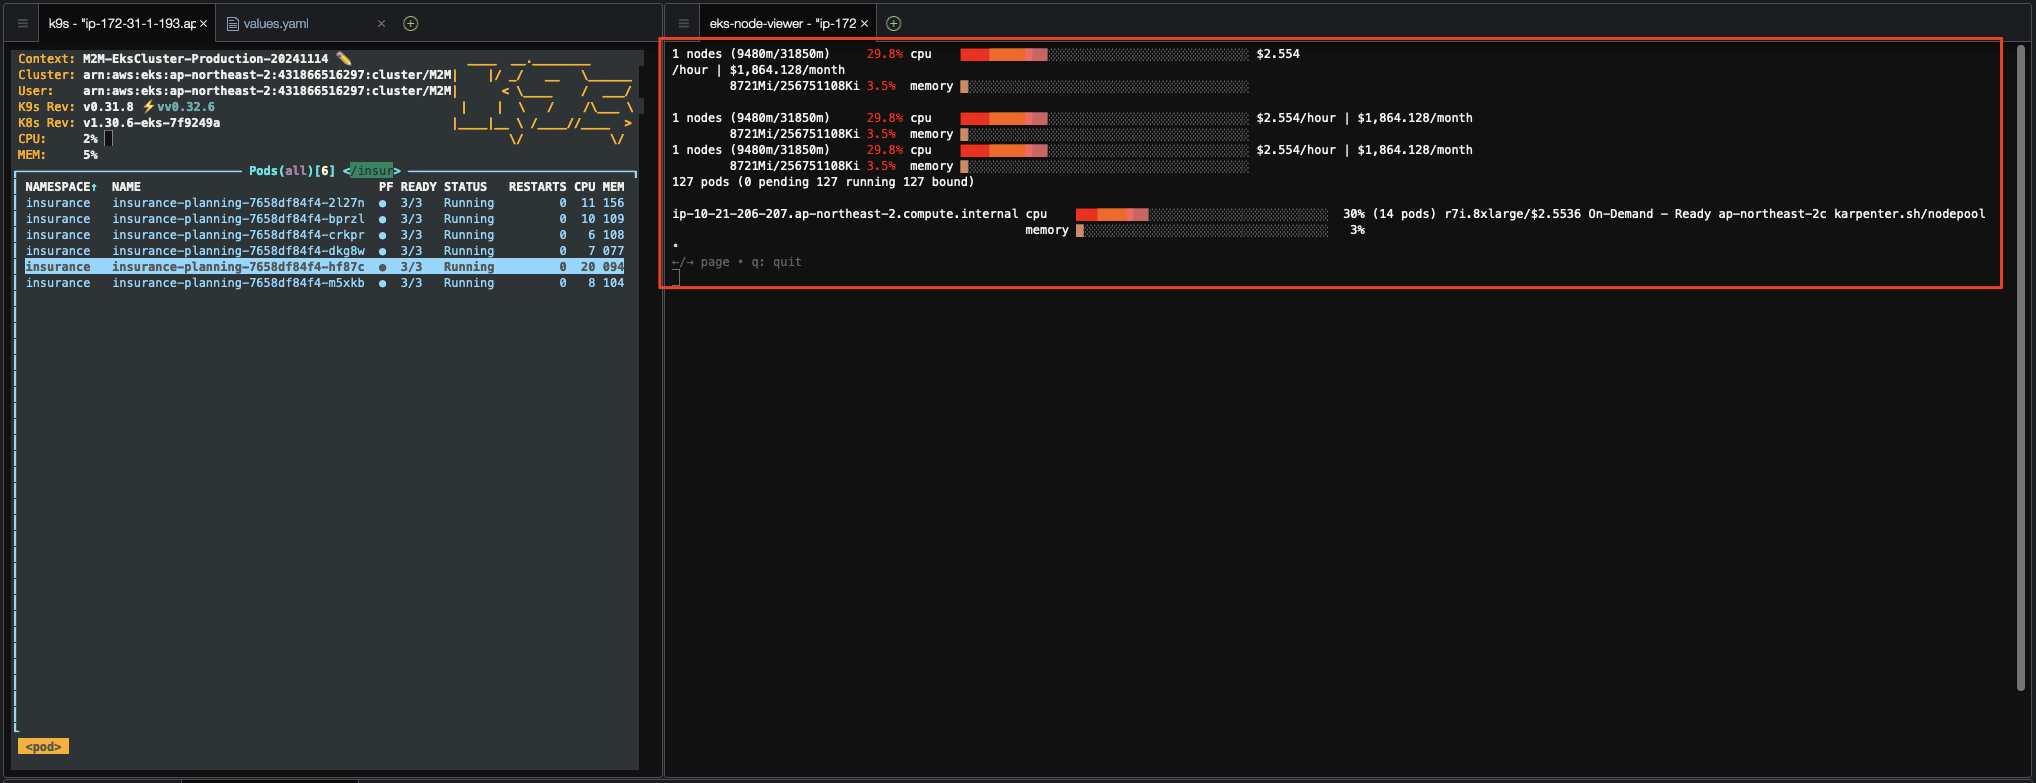 k9s - "ip-172-31-1-193.ap ×
values.yaml ×
Context: M2M-EksCluster-Production-20241114
Cluster: arn:aws:eks:ap-northeast-2:431866516297:cluster/M2M
User: arn:aws:eks:ap-northeast-2:431866516297:cluster/M2M
K9s Rev: v0.31.8 ⚡vv0.32.6
K8s Rev: v1.30.6-eks-7f9249a
CPU: 2%
MEM: 5%
Pods(all)[6] </insur>
NAMESPACE↑ NAME PF READY STATUS RESTARTS CPU MEM
insurance insurance-planning-7658df84f4-2l27n ● 3/3 Running 0 11 156
insurance insurance-planning-7658df84f4-bprzl ● 3/3 Running 0 10 109
insurance insurance-planning-7658df84f4-crkpr ● 3/3 Running 0 6 108
insurance insurance-planning-7658df84f4-dkg8w ● 3/3 Running 0 7 077
insurance insurance-planning-7658df84f4-hf87c ● 3/3 Running 0 20 094
insurance insurance-planning-7658df84f4-m5xkb ● 3/3 Running 0 8 104
<pod>
eks-node-viewer - "ip-172 ×
1 nodes (9480m/31850m) 29.8% cpu $2.554
/hour | $1,864.128/month
8721Mi/256751108Ki 3.5% memory
1 nodes (9480m/31850m) 29.8% cpu $2.554/hour | $1,864.128/month
8721Mi/256751108Ki 3.5% memory
1 nodes (9480m/31850m) 29.8% cpu $2.554/hour | $1,864.128/month
8721Mi/256751108Ki 3.5% memory
127 pods (0 pending 127 running 127 bound)
ip-10-21-206-207.ap-northeast-2.compute.internal cpu 30% (14 pods) r7i.8xlarge/$2.5536 On-Demand - Ready ap-northeast-2c karpenter.sh/nodepool
memory 3%
•
←/→ page • q: quit